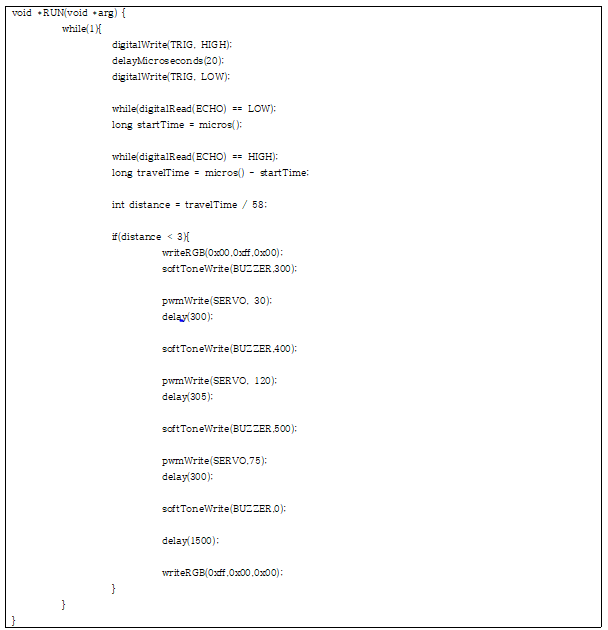 void *RUN(void *arg) {
while(1){
digitalWrite(TRIG, HIGH);
delayMicroseconds(20);
digitalWrite(TRIG, LOW);
while(digitalRead(ECHO) == LOW);
long startTime = micros();
while(digitalRead(ECHO) == HIGH);
long travelTime = micros() - startTime;
int distance = travelTime / 58;
if(distance < 3){
writeRGB(0x00,0xff,0x00);
softToneWrite(BUZZER,300);
pwmWrite(SERVO, 30);
delay(300);
softToneWrite(BUZZER,400);
pwmWrite(SERVO, 120);
delay(305);
softToneWrite(BUZZER,500);
pwmWrite(SERVO,75);
delay(300);
softToneWrite(BUZZER,0);
delay(1500);
writeRGB(0xff,0x00,0x00);
}
}
}